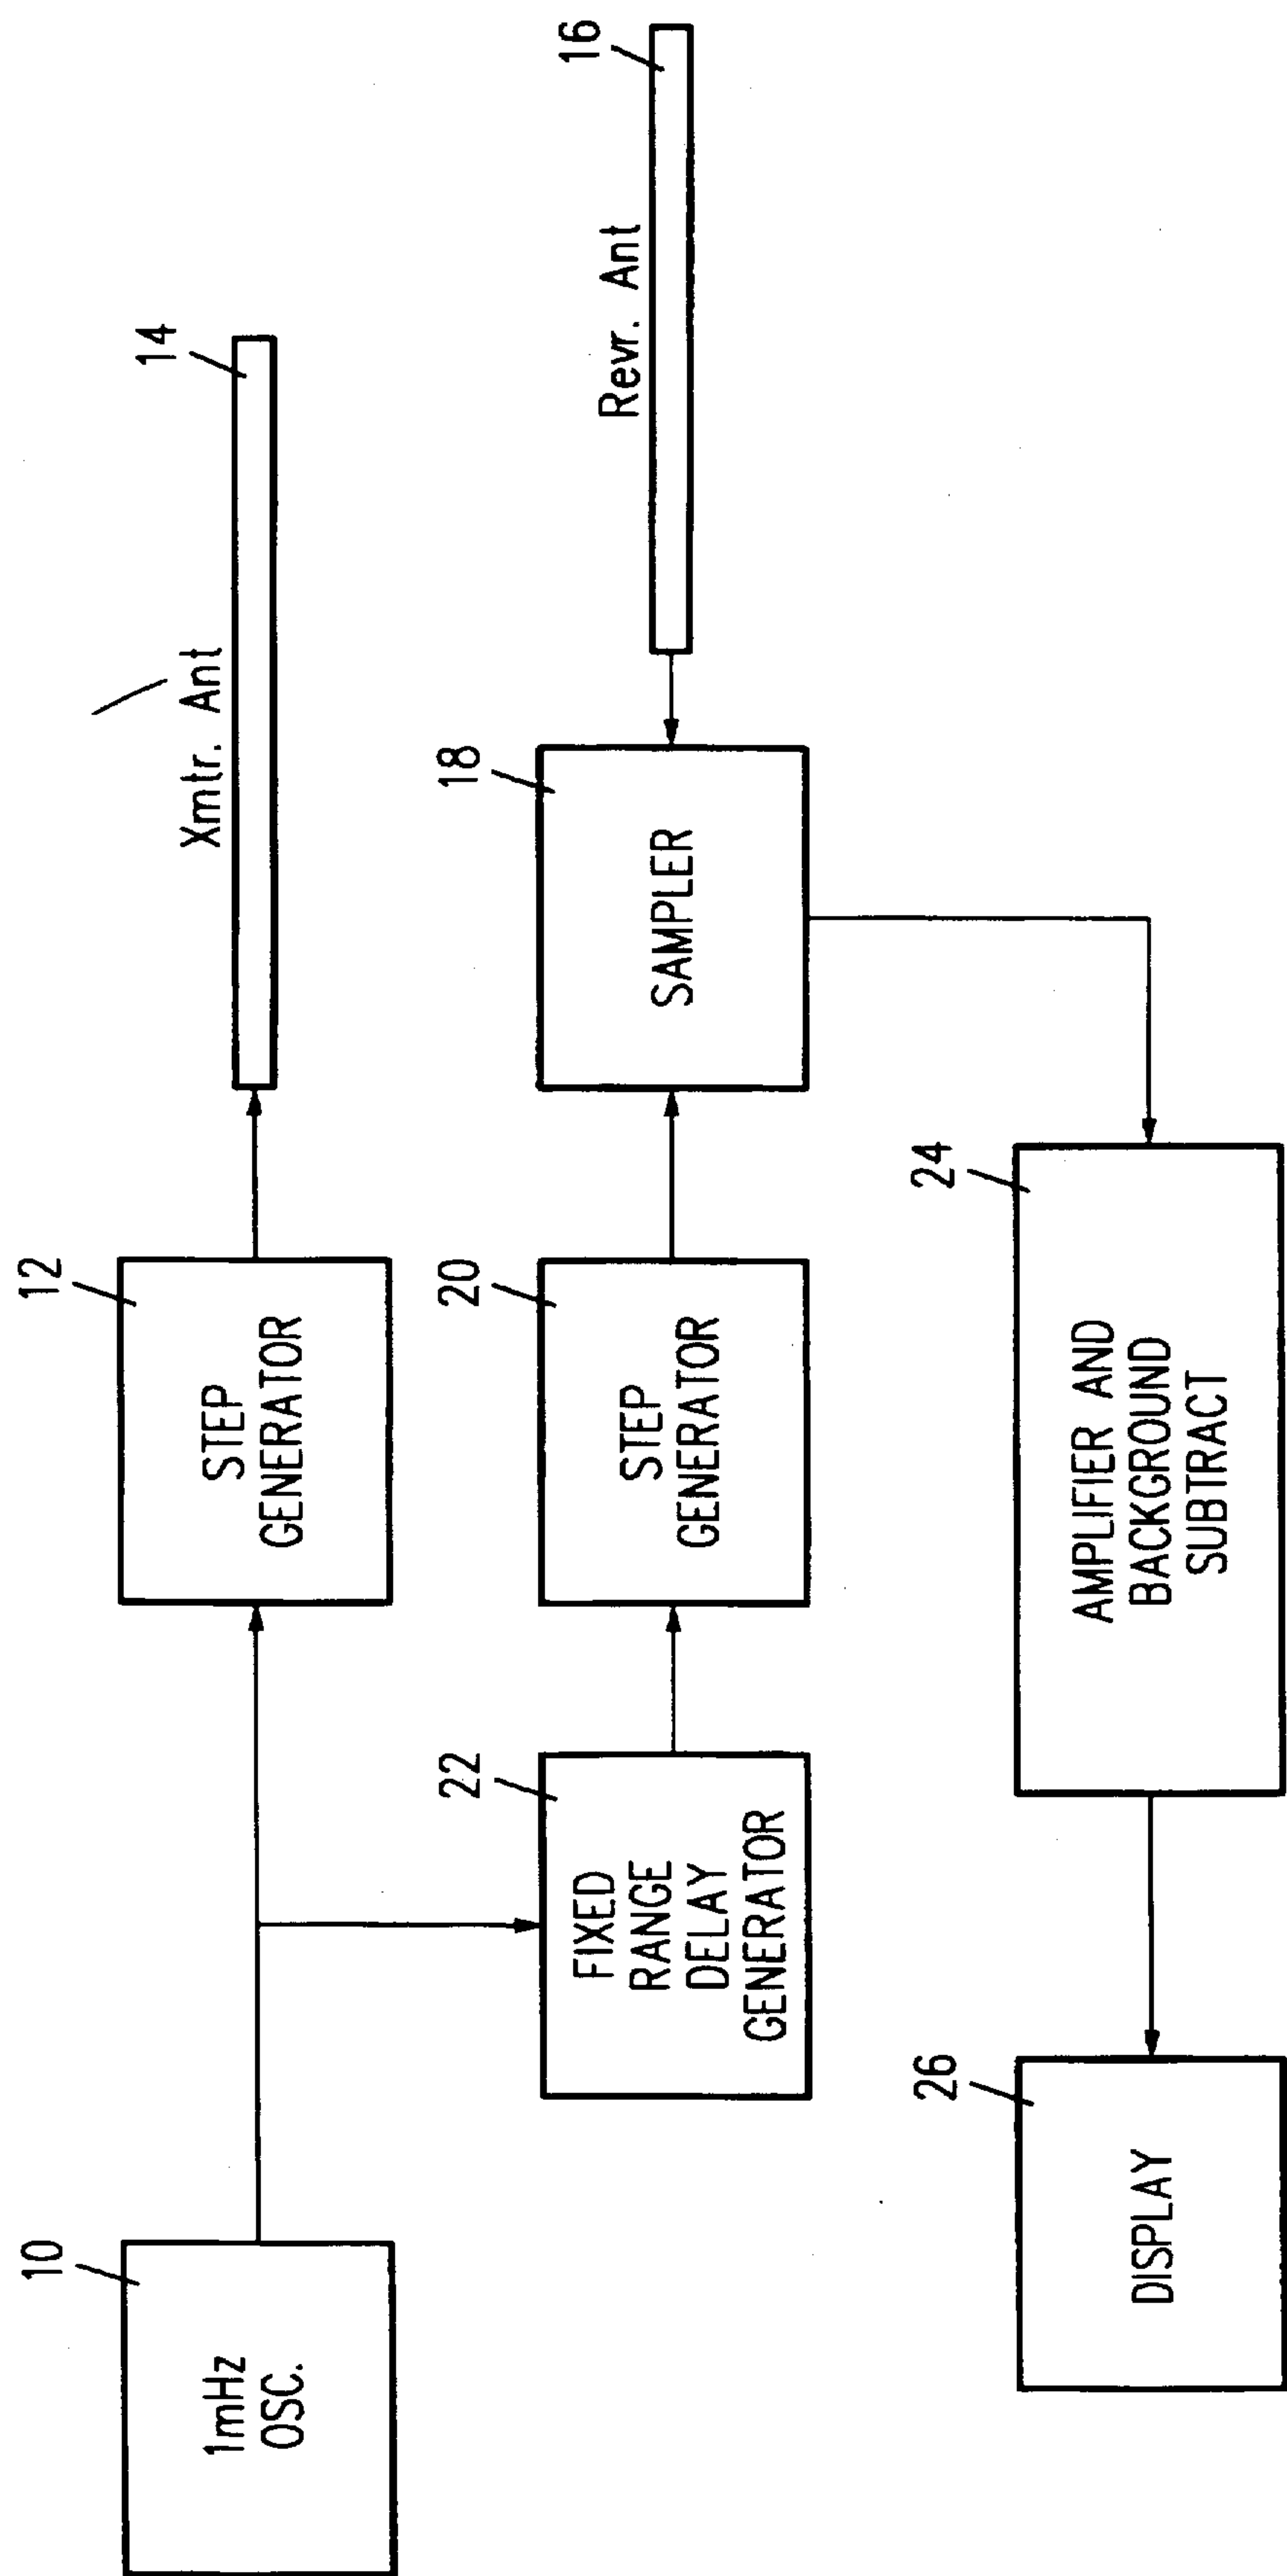 10
1mHz
OSC.
12
STEP
GENERATOR
14
Xmtr. Ant
22
FIXED
RANGE
DELAY
GENERATOR
20
STEP
GENERATOR
18
SAMPLER
16
Revr. Ant
26
DISPLAY
24
AMPLIFIER AND
BACKGROUND
SUBTRACT